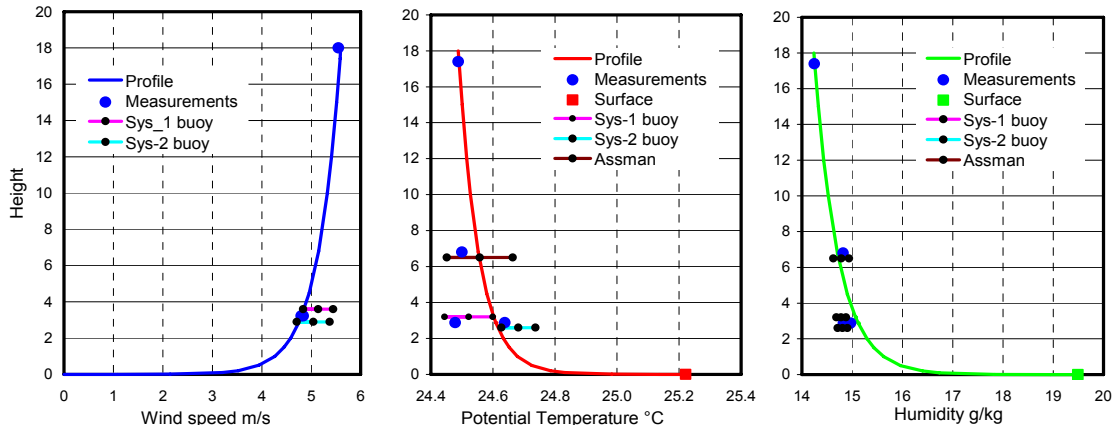 20
18
16
14
12
10
8
6
4
2
0
Height
Profile
Measurements
Sys_1 buoy
Sys-2 buoy
0 1 2 3 4 5 6
Wind speed m/s
20
18
16
14
12
10
8
6
4
2
0
Profile
Measurements
Surface
Sys-1 buoy
Sys-2 buoy
Assman
24.4 24.6 24.8 25.0 25.2 25.4
Potential Temperature °C
20
18
16
14
12
10
8
6
4
2
0
Profile
Measurements
Surface
Sys-1 buoy
Sys-2 buoy
Assman
14 15 16 17 18 19 20
Humidity g/kg